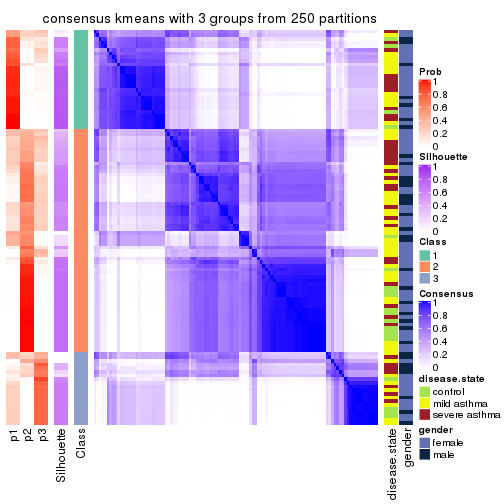 consensus kmeans with 3 groups from 250 partitions
Prob
1
0.8
0.6
0.4
0.2
0
Silhouette
1
0.8
0.6
0.4
0.2
0
Class
1
2
3
Consensus
1
0.8
0.6
0.4
0.2
0
disease.state
control
mild asthma
severe asthma
gender
female
male
p1
p2
p3
Silhouette
Class
disease.state
gender